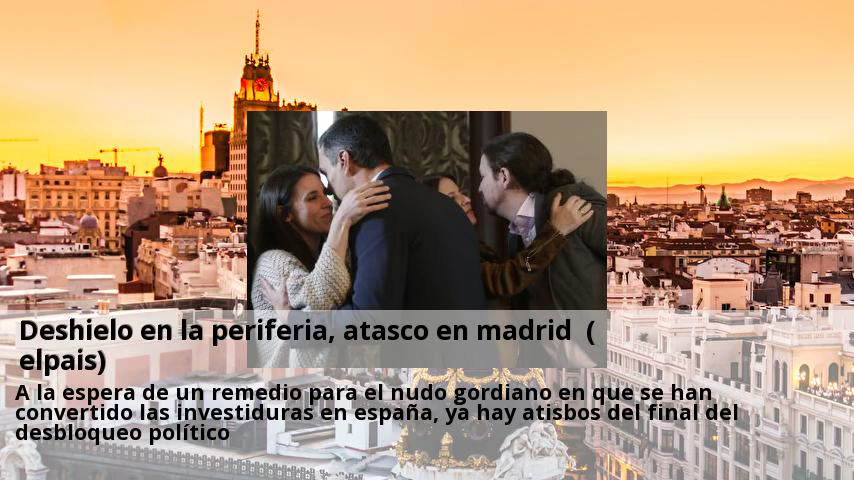 Deshielo en la periferia, atasco en madrid (
elpais)
A la espera de un remedio para el nudo gordiano en que se han
convertido las investiduras en españa, ya hay atisbos del final del
desbloqueo político